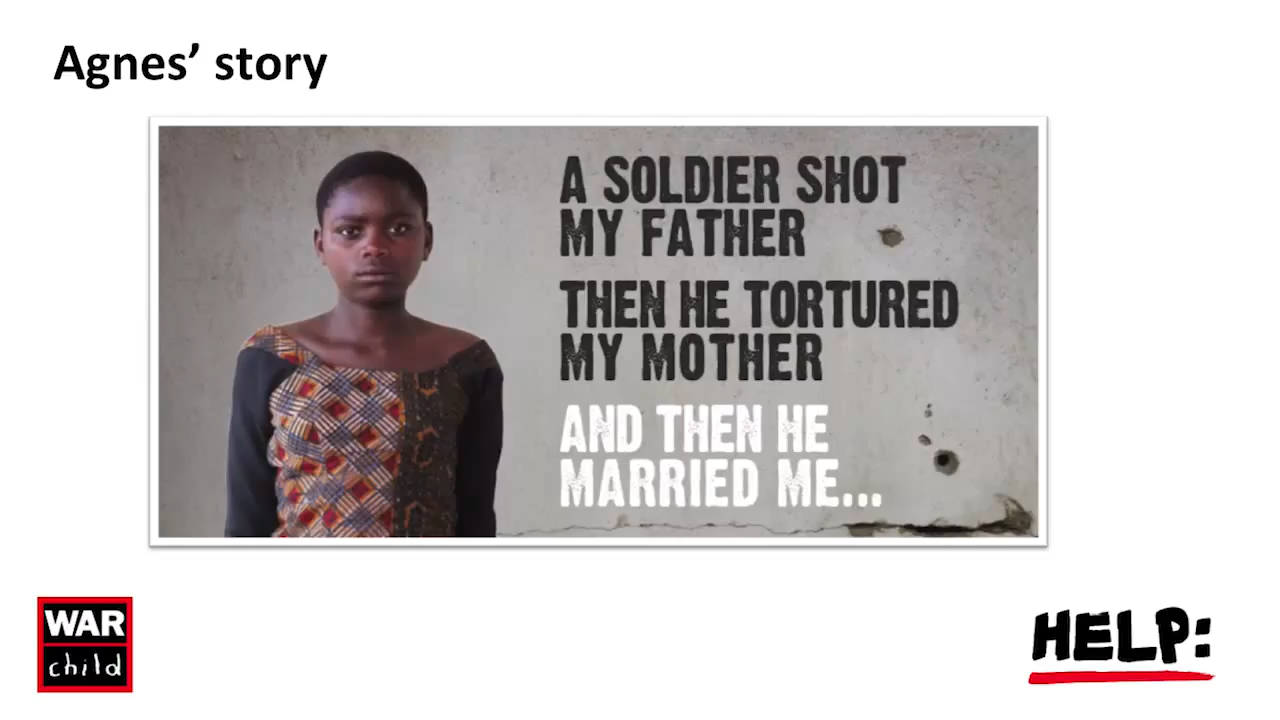 Agnes’ story
A SOLDIER SHOT
MY FATHER
THEN HE TORTURED
MY MOTHER
AND THEN HE
MARRIED ME...
WAR
child
HELP: